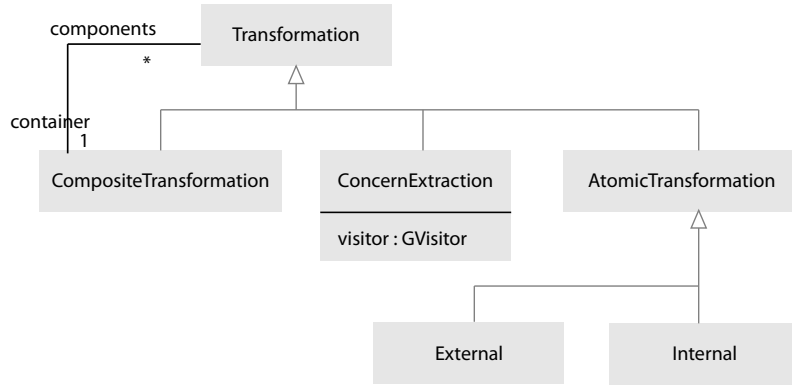 components
Transformation
*
container
1
CompositeTransformation
ConcernExtraction
AtomicTransformation
visitor : GVisitor
External
Internal